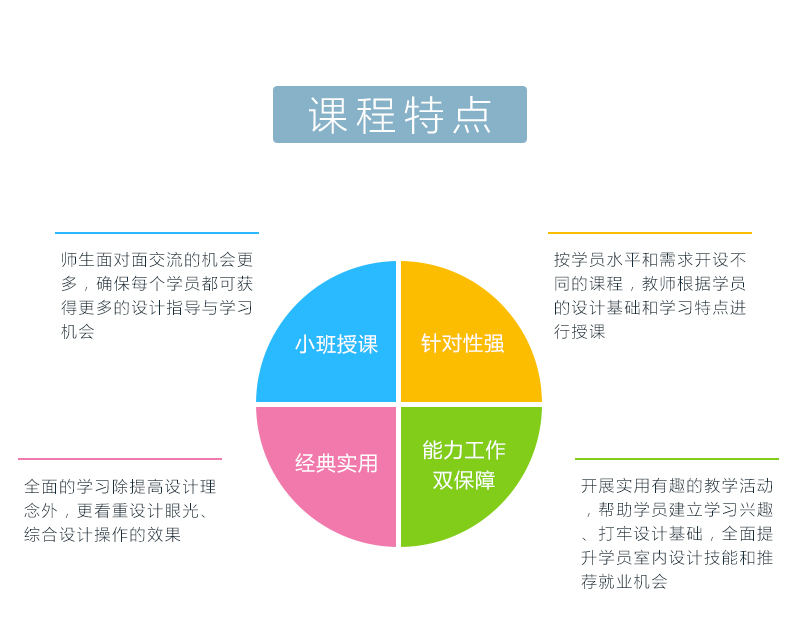 课程特点
师生面对面交流的机会更
多，确保每个学员都可获
得更多的设计指导与学习
机会
按学员水平和需求开设不
同的课程，教师根据学员
的设计基础和学习特点进
行授课
小班授课
针对性强
经典实用
能力工作
双保障
全面的学习除提高设计理
念外，更看重设计眼光、
综合设计操作的效果
开展实用有趣的教学活动
，帮助学员建立学习兴趣
、打牢设计基础，全面提
升学员室内设计技能和推
荐就业机会